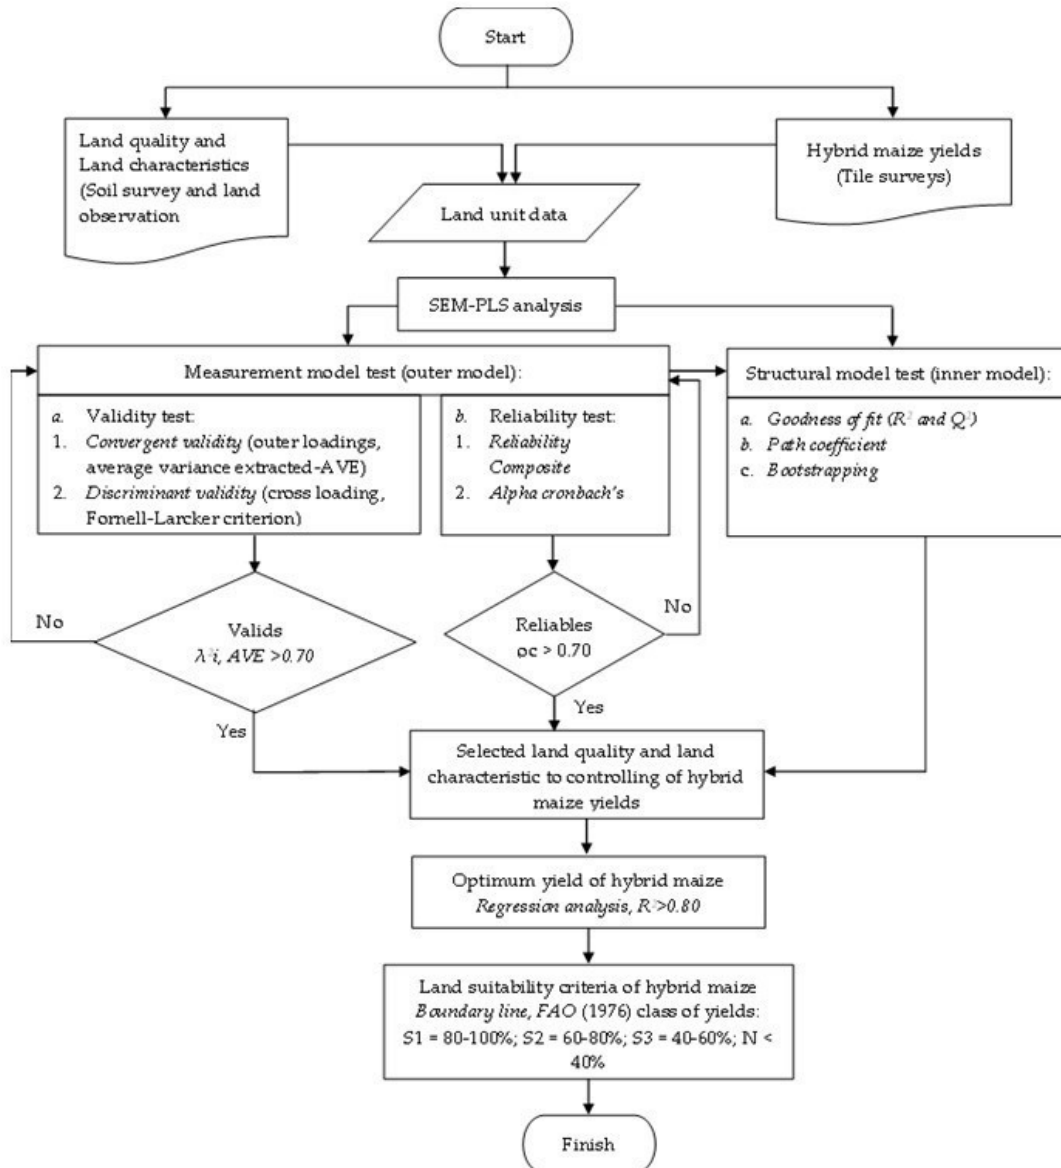 Start
Land quality and
Land characteristics
(Soil survey and land
observation
Hybrid maize yields
(Tile surveys)
Land unit data
SEM-PLS analysis
Measurement model test (outer model):
Structural model test (inner model):
a. Validity test:
1. Convergent validity (outer loadings,
average variance extracted-AVE)
2. Discriminant validity (cross loading,
Fornell-Larcker criterion)
b. Reliability test:
1. Reliability
Composite
2. Alpha cronbach's
a. Goodness of fit (R² and Q²)
b. Path coefficient
c. Bootstrapping
No
Valids
λ²i, AVE >0.70
Yes
No
Reliables
ρc > 0.70
Yes
Selected land quality and land
characteristic to controlling of hybrid
maize yields
Optimum yield of hybrid maize
Regression analysis, R²>0.80
Land suitability criteria of hybrid maize
Boundary line, FAO (1976) class of yields:
S1 = 80-100%; S2 = 60-80%; S3 = 40-60%; N <
40%
Finish